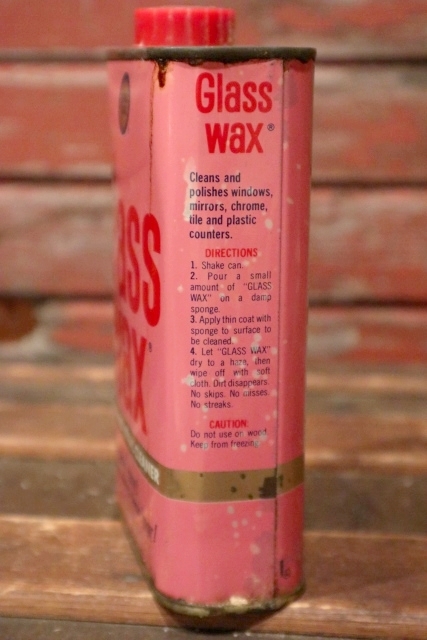 Glass
wax®
Cleans and
polishes windows,
mirrors, chrome,
tile and plastic
counters.
DIRECTIONS
1. Shake can.
2. Pour a small
amount of "GLASS
WAX" on a damp
sponge.
3. Apply thin coat with
sponge to surface to
be cleaned.
4. Let "GLASS WAX"
dry to a haze, then
wipe off with soft
cloth. Dirt disappears.
No skips. No misses.
No streaks.
CAUTION:
Do not use on wood.
Keep from freezing.
ass
ax®